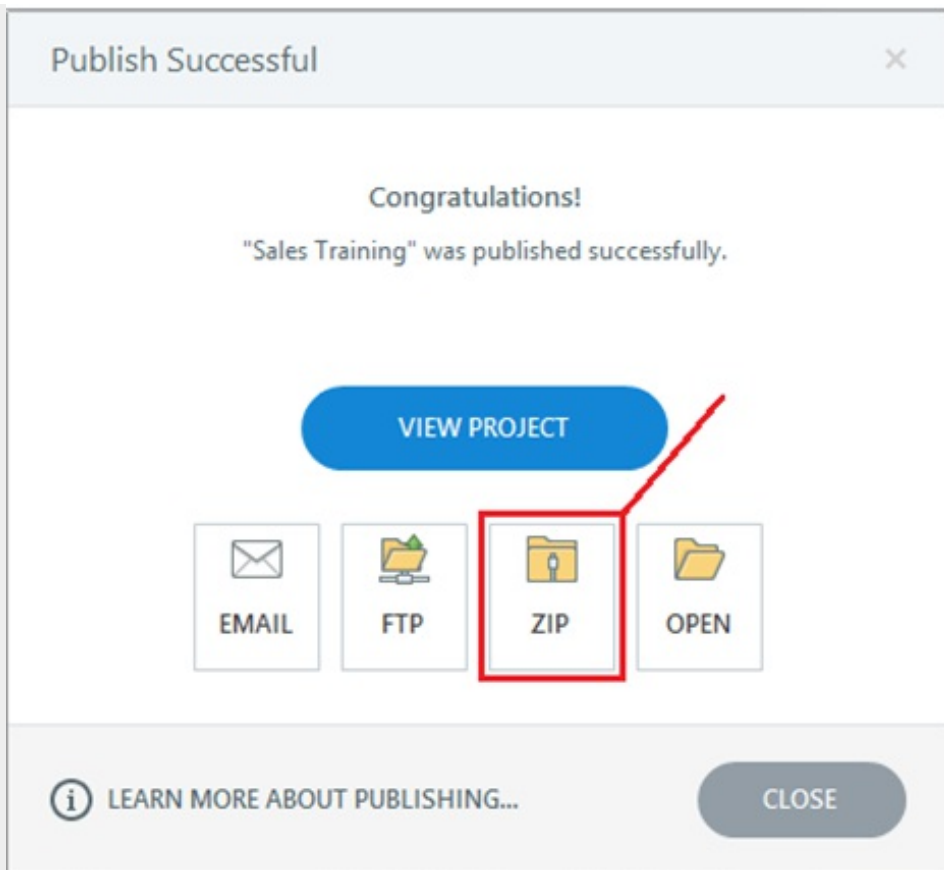 Publish Successful
Congratulations!
"Sales Training" was published successfully.
VIEW PROJECT
EMAIL
FTP
ZIP
OPEN
LEARN MORE ABOUT PUBLISHING...
CLOSE